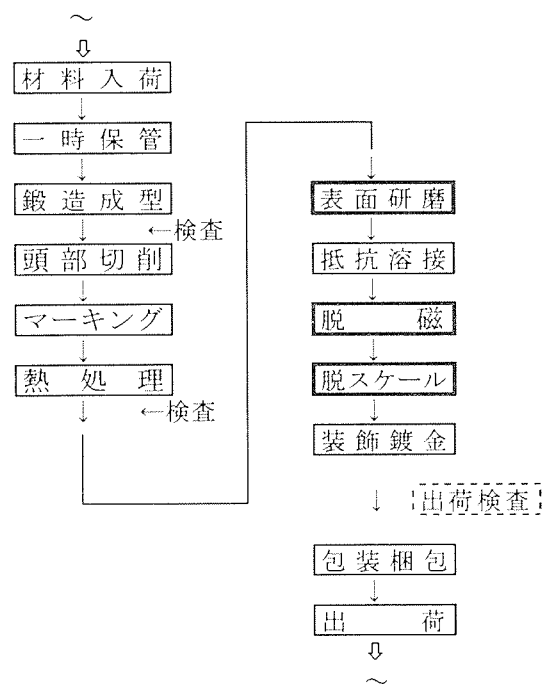 ～
⇩
材料入荷
↓
一時保管
↓
鍛造成型
↓ ←検査
頭部切削
↓
マーキング
↓
熱処理
↓ ←検査
↓
表面研磨
↓
抵抗溶接
↓
脱磁
↓
脱スケール
↓
装飾鍍金
↓ 出荷検査
包装梱包
↓
出荷
⇩
～